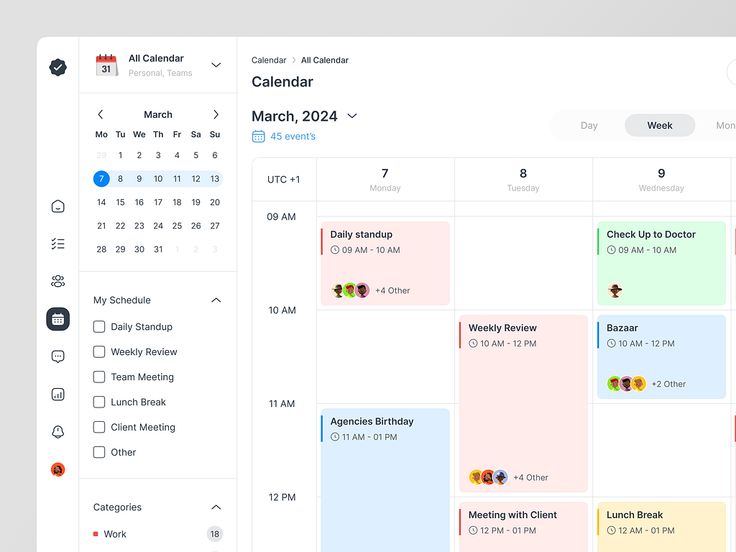 31
All Calendar
Personal, Teams
March
Mo Tu We Th Fr Sa Su
29 1 2 3 4 5 6
7 8 9 10 11 12 13
14 15 16 17 18 19 20
21 22 23 24 25 26 27
28 29 30 31 1 2 3
My Schedule
Daily Standup
Weekly Review
Team Meeting
Lunch Break
Client Meeting
Other
Categories
Work 18
Calendar > All Calendar
Calendar
March, 2024
45 event's
Day Week Mon
UTC +1
7
Monday
8
Tuesday
9
Wednesday
09 AM
10 AM
11 AM
12 PM
Daily standup
09 AM - 10 AM
+4 Other
Agencies Birthday
11 AM - 01 PM
Weekly Review
10 AM - 12 PM
+4 Other
Meeting with Client
12 PM - 01 PM
Check Up to Doctor
09 AM - 10 AM
Bazaar
10 AM - 12 PM
+2 Other
Lunch Break
12 AM - 01 PM